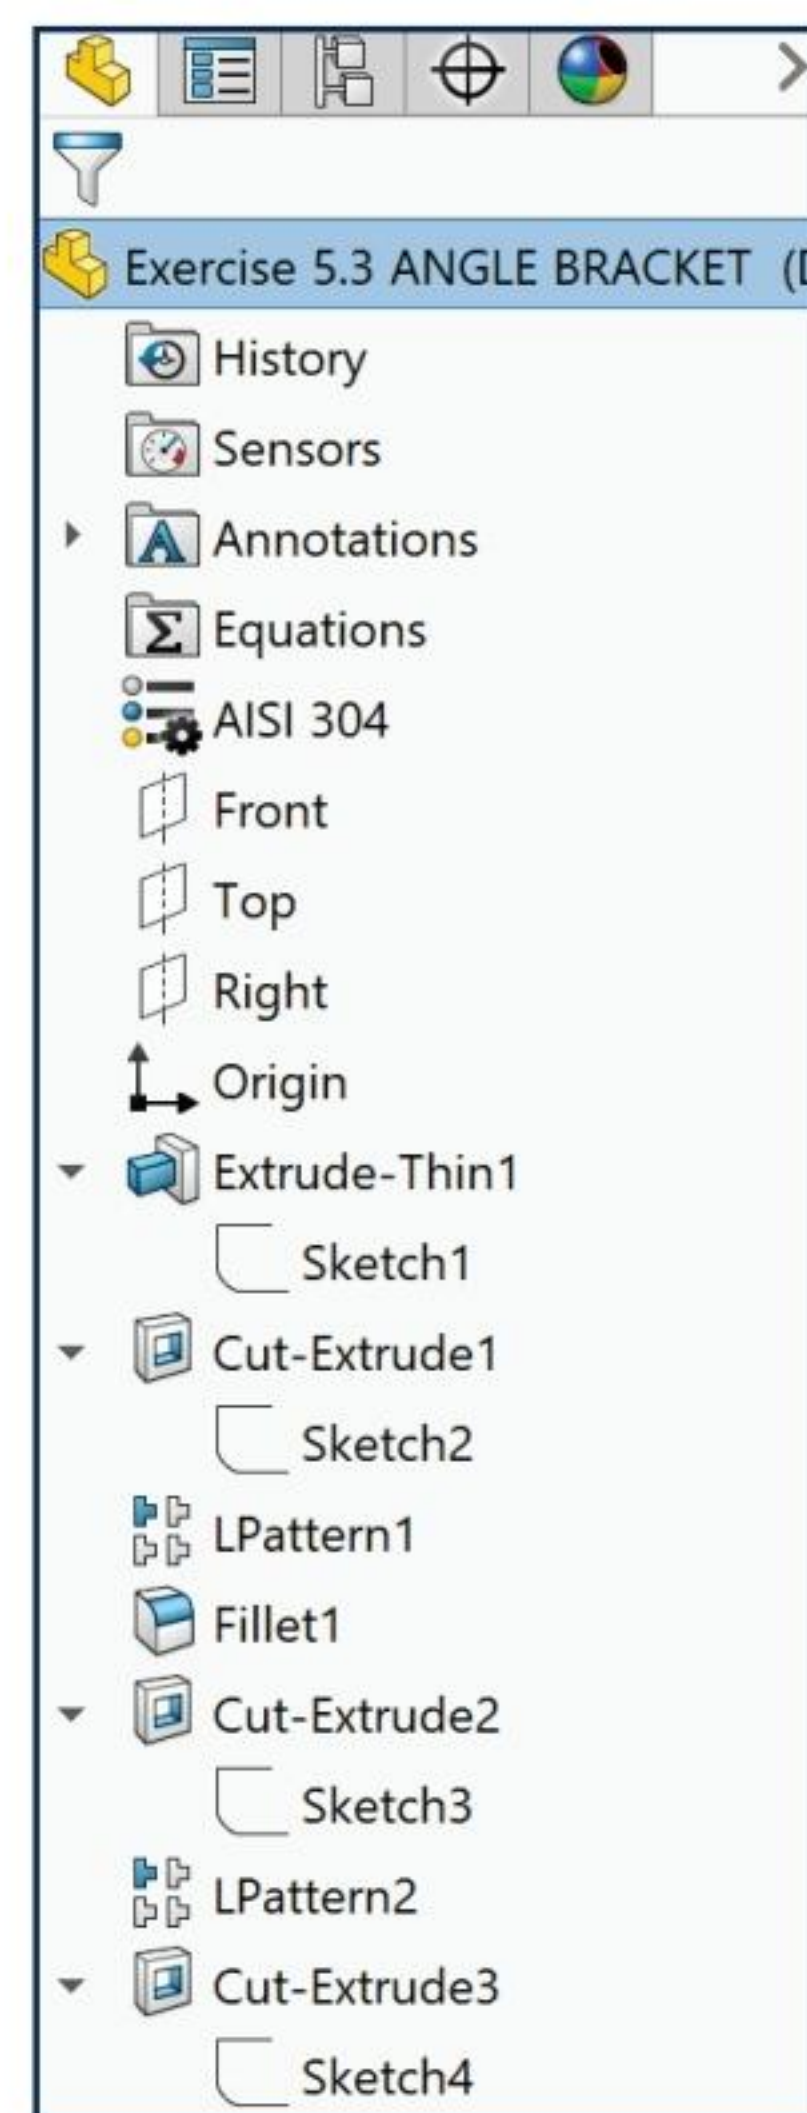 Exercise 5.3 ANGLE BRACKET (D
History
Sensors
Annotations
Equations
AISI 304
Front
Top
Right
Origin
Extrude-Thin1
Sketch1
Cut-Extrude1
Sketch2
LPattern1
Fillet1
Cut-Extrude2
Sketch3
LPattern2
Cut-Extrude3
Sketch4